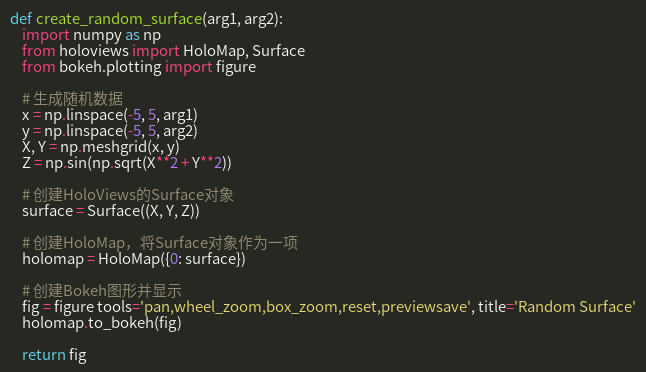 def create_random_surface(arg1, arg2):
import numpy as np
from holoviews import HoloMap, Surface
from bokeh.plotting import figure
# 生成随机数据
x = np.linspace(-5, 5, arg1)
y = np.linspace(-5, 5, arg2)
X, Y = np.meshgrid(x, y)
Z = np.sin(np.sqrt(X**2 + Y**2))
# 创建HoloViews的Surface对象
surface = Surface((X, Y, Z))
# 创建HoloMap，将Surface对象作为一项
holomap = HoloMap({0: surface})
# 创建Bokeh图形并显示
fig = figure tools='pan,wheel_zoom,box_zoom,reset,previewsave', title='Random Surface'
holomap.to_bokeh(fig)
return fig